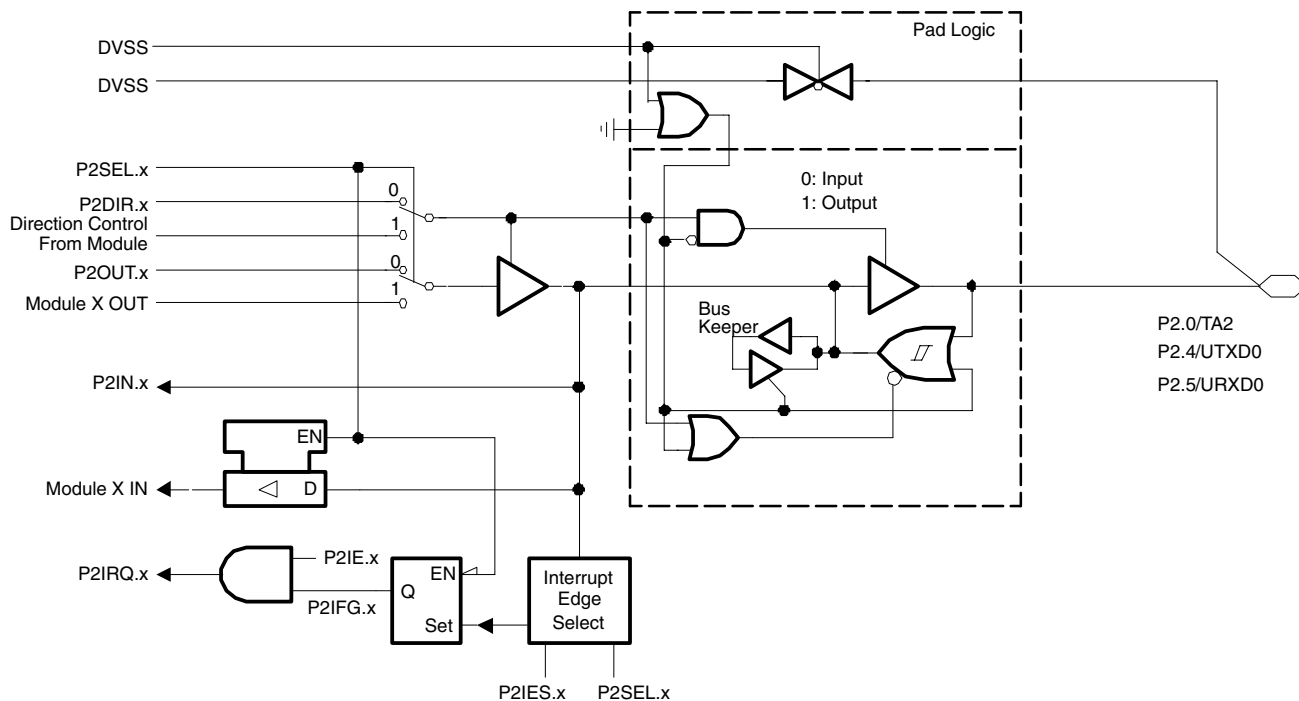 Pad Logic
DVSS
DVSS
P2SEL.x
0
P2DIR.x
Direction Control
From Module
1
P2OUT.x
0
Module X OUT
1
0: Input
1: Output
Bus
Keeper
P2.0/TA2
P2.4/UTXD0
P2.5/URXD0
P2IN.x
EN
Module X IN
D
P2IE.x
P2IRQ.x
P2IFG.x
EN
Q
Set
Interrupt
Edge
Select
P2IES.x
P2SEL.x